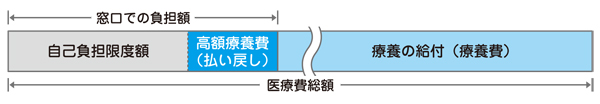 窓口での負担額
自己負担限度額
高額療養費
（払い戻し）
療養の給付（療養費）
医療費総額